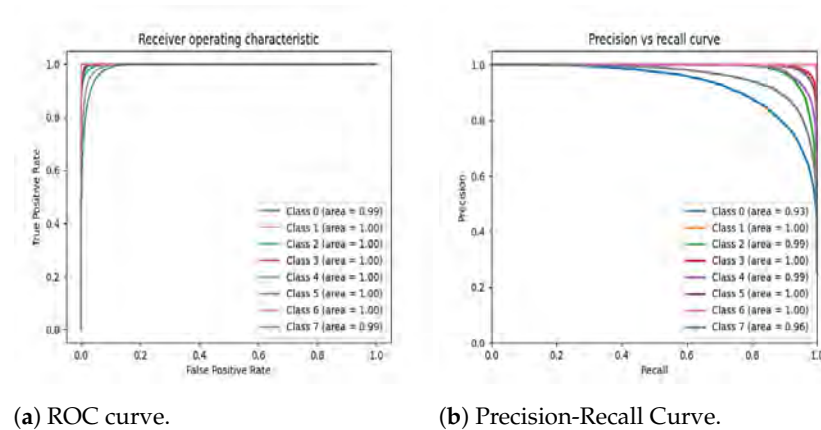 Receiver operating characteristic
1.0
0.8
0.6
0.4
0.2
0.0
True Positive Rate
Class 0 (area = 0.99)
Class 1 (area = 1.00)
Class 2 (area = 1.00)
Class 3 (area = 1.00)
Class 4 (area = 1.00)
Class 5 (area = 1.00)
Class 6 (area = 1.00)
Class 7 (area = 0.99)
0.0 0.2 0.4 0.6 0.8 1.0
False Positive Rate
(a) ROC curve.
Precision vs recall curve
1.0
0.8
0.6
0.4
0.2
0.0
Precision
Class 0 (area = 0.93)
Class 1 (area = 1.00)
Class 2 (area = 0.99)
Class 3 (area = 1.00)
Class 4 (area = 0.99)
Class 5 (area = 1.00)
Class 6 (area = 1.00)
Class 7 (area = 0.96)
0.0 0.2 0.4 0.6 0.8 1.0
Recall
(b) Precision-Recall Curve.